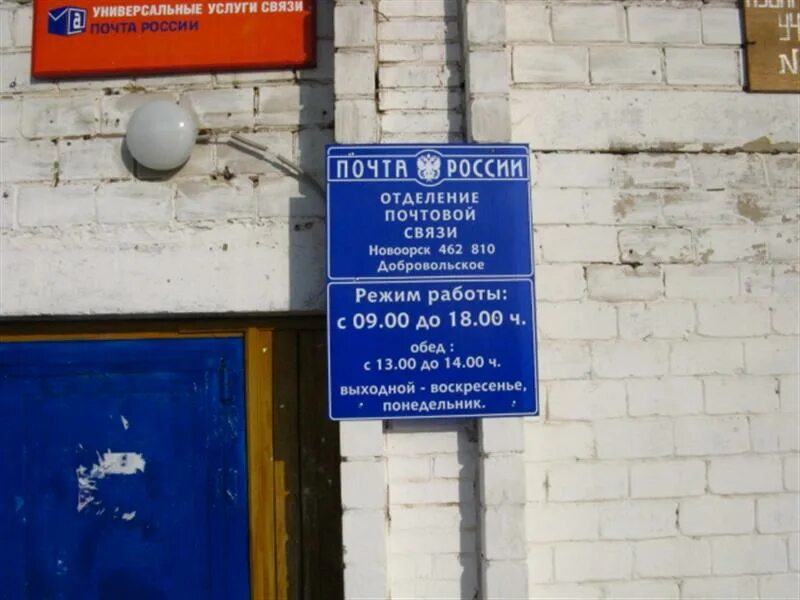 УНИВЕРСАЛЬНЫЕ УСЛУГИ СВЯЗИ
ПОЧТА РОССИИ
ПОЧТА РОССИИ
ОТДЕЛЕНИЕ
ПОЧТОВОЙ
СВЯЗИ
Новоорск 462 810
Добровольское
Режим работы:
с 09.00 до 18.00 ч.
обед :
с 13.00 до 14.00 ч.
выходной - воскресенье,
понедельник.